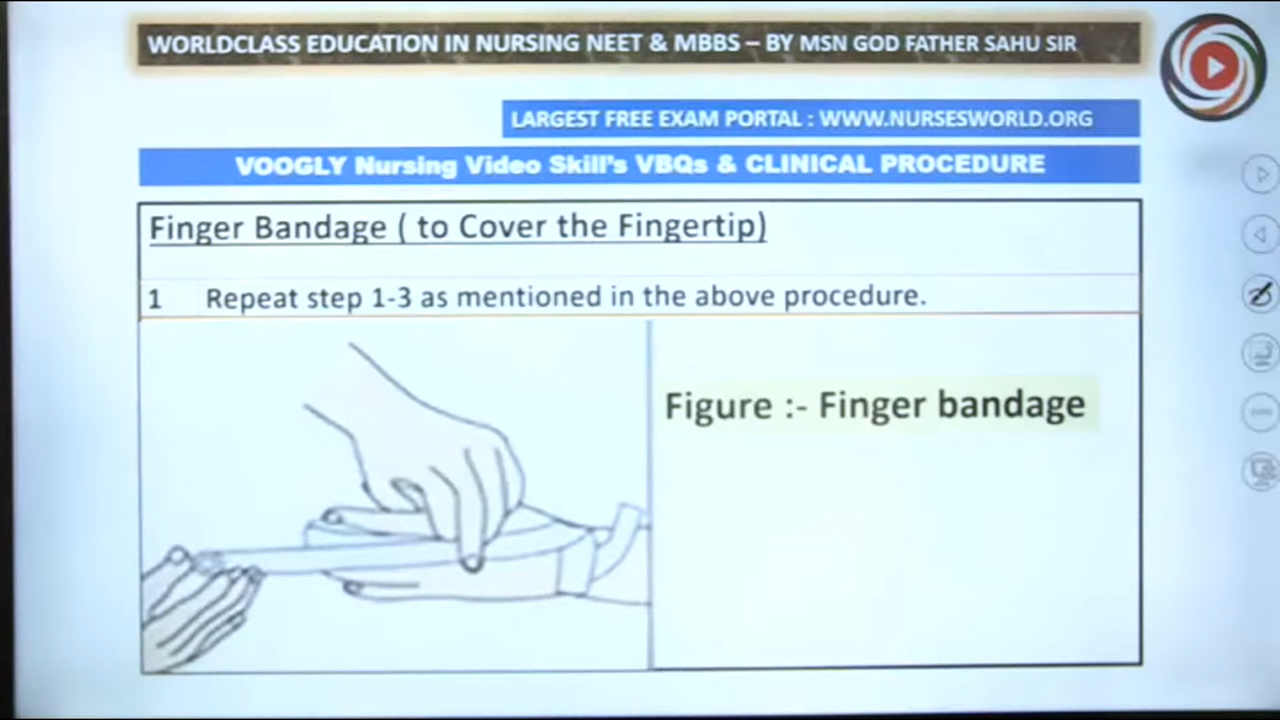 WORLDCLASS EDUCATION IN NURSING NEET & MBBS – BY MSN GOD FATHER SAHU SIR
LARGEST FREE EXAM PORTAL : WWW.NURSESWORLD.ORG
VOOGLY Nursing Video Skill's VBQs & CLINICAL PROCEDURE
Finger Bandage ( to Cover the Fingertip)
1 Repeat step 1-3 as mentioned in the above procedure.
Figure :- Finger bandage